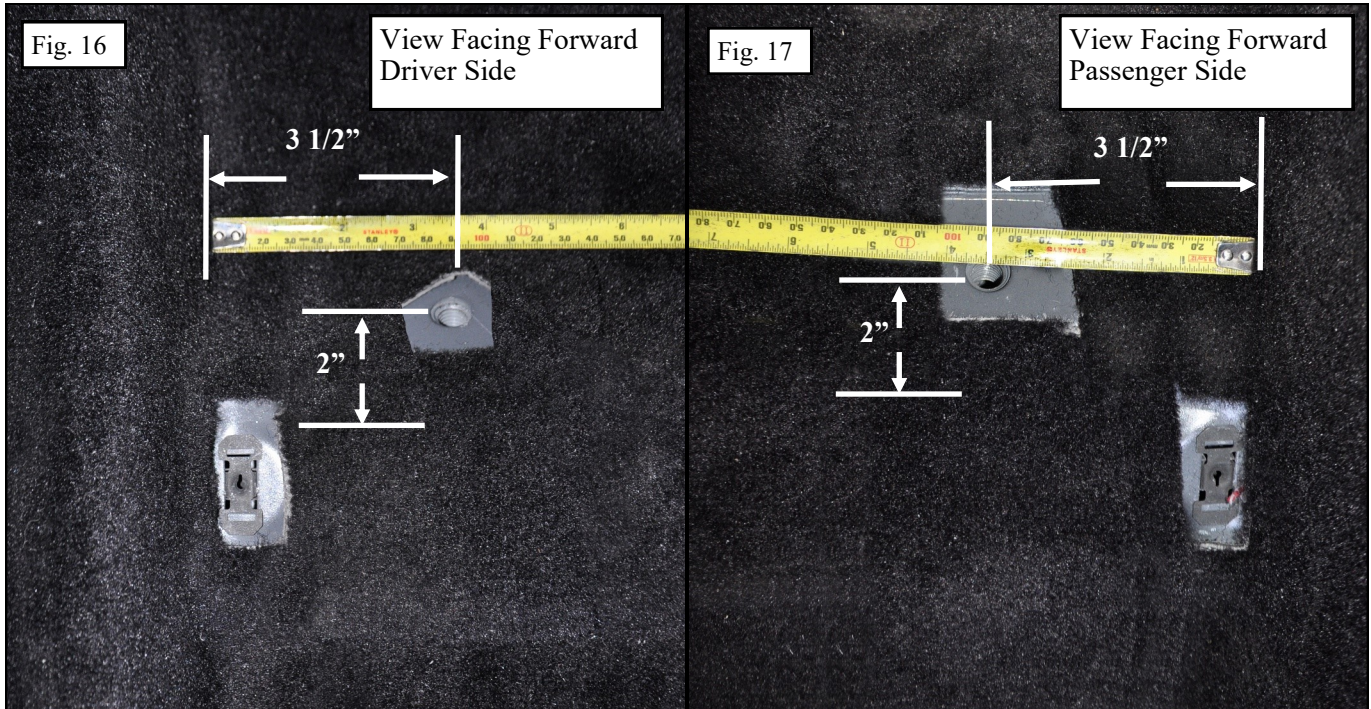 Fig. 16
View Facing Forward
Driver Side
3 1/2”
STANLEY
2”
Fig. 17
View Facing Forward
Passenger Side
3 1/2”
2”